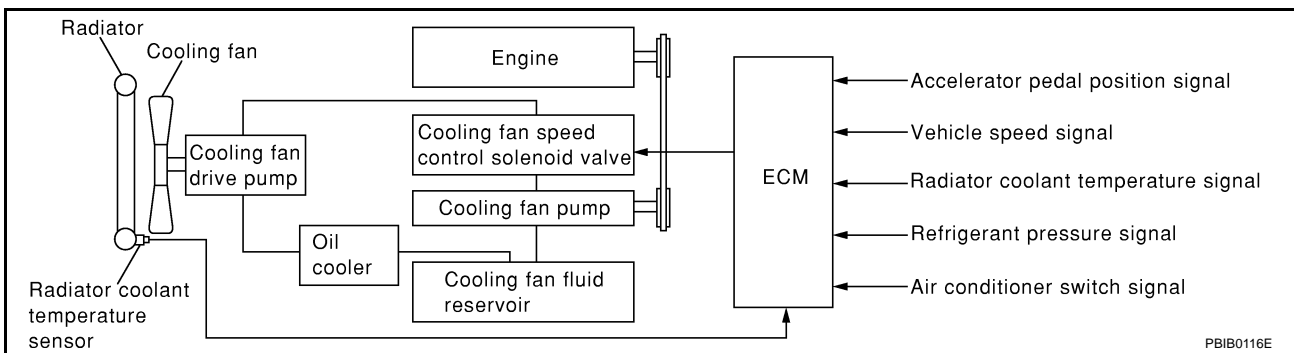 Radiator
Cooling fan
Engine
Cooling fan
drive pump
Cooling fan speed
control solenoid valve
Cooling fan pump
Oil
cooler
Cooling fan fluid
reservoir
Radiator coolant
temperature
sensor
ECM
Accelerator pedal position signal
Vehicle speed signal
Radiator coolant temperature signal
Refrigerant pressure signal
Air conditioner switch signal
PBIB0116E